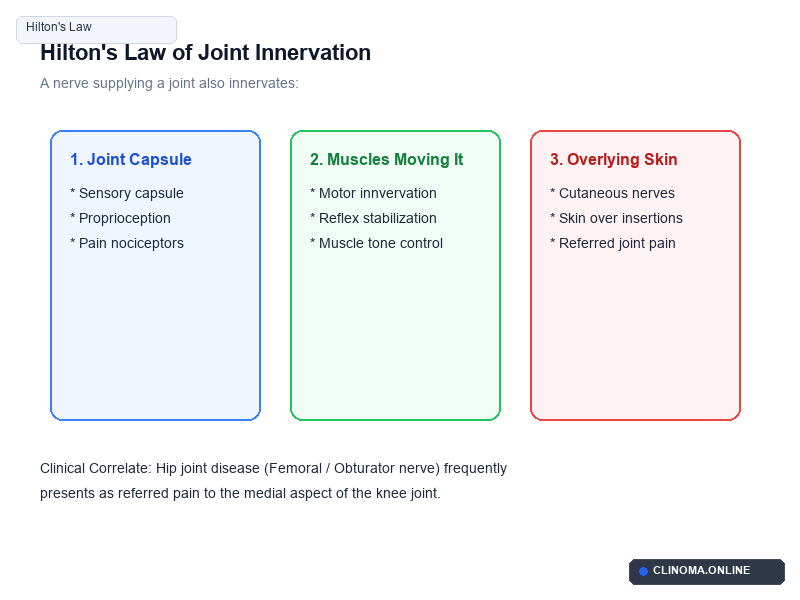 Hilton's Law
Hilton's Law of Joint Innervation
A nerve supplying a joint also innervates:
1. Joint Capsule
* Sensory capsule
* Proprioception
* Pain nociceptors
2. Muscles Moving It
* Motor innvervation
* Reflex stabilization
* Muscle tone control
3. Overlying Skin
* Cutaneous nerves
* Skin over insertions
* Referred joint pain
Clinical Correlate: Hip joint disease (Femoral / Obturator nerve) frequently
presents as referred pain to the medial aspect of the knee joint.
CLINOMA.ONLINE